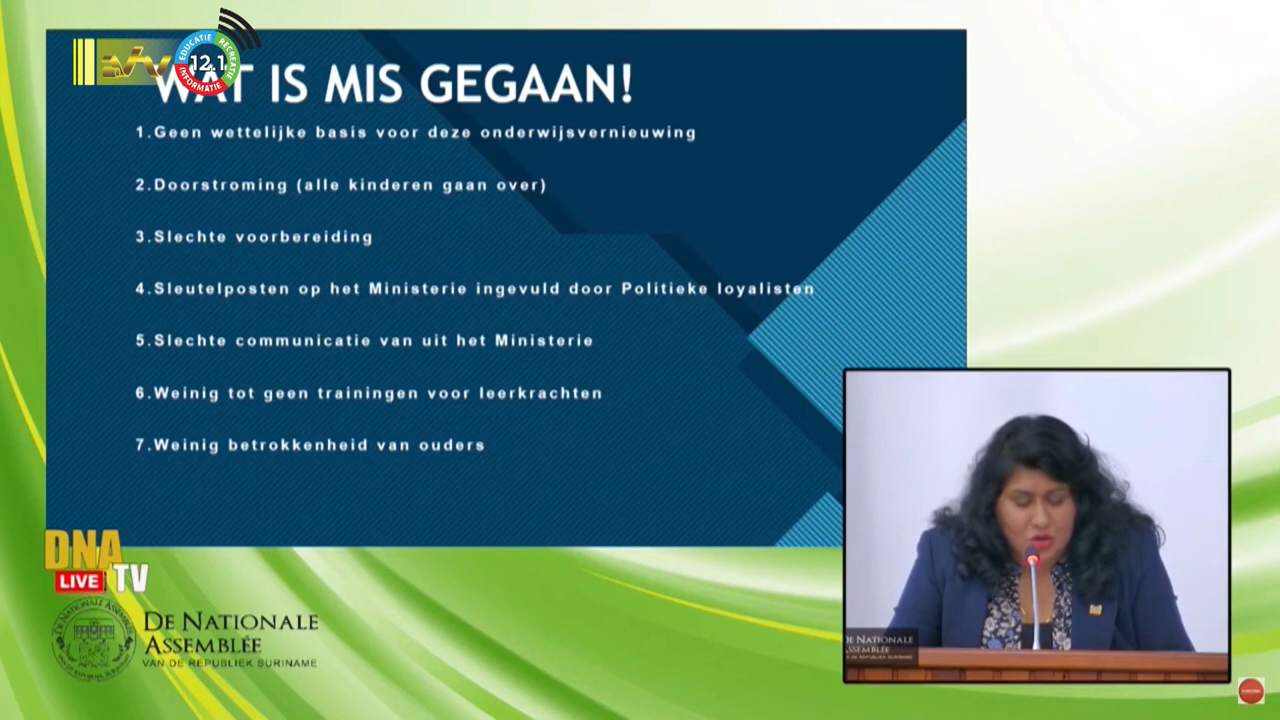 EDUCATIE
RECREATIE
INFORMATIE
12.1
WAT IS MIS GEGAAN!
1.Geen wettelijke basis voor deze onderwijsvernieuwing
2.Doorstroming (alle kinderen gaan over)
3.Slechte voorbereiding
4.Sleutelposten op het Ministerie ingevuld door Politieke loyalisten
5.Slechte communicatie van uit het Ministerie
6.Weinig tot geen trainingen voor leerkrachten
7.Weinig betrokkenheid van ouders
DNA
LIVE TV
DE NATIONALE
ASSEMBLÉE
VAN DE REPUBLIEK SURINAME
DE NATIONALE
ASSEMBLÉE